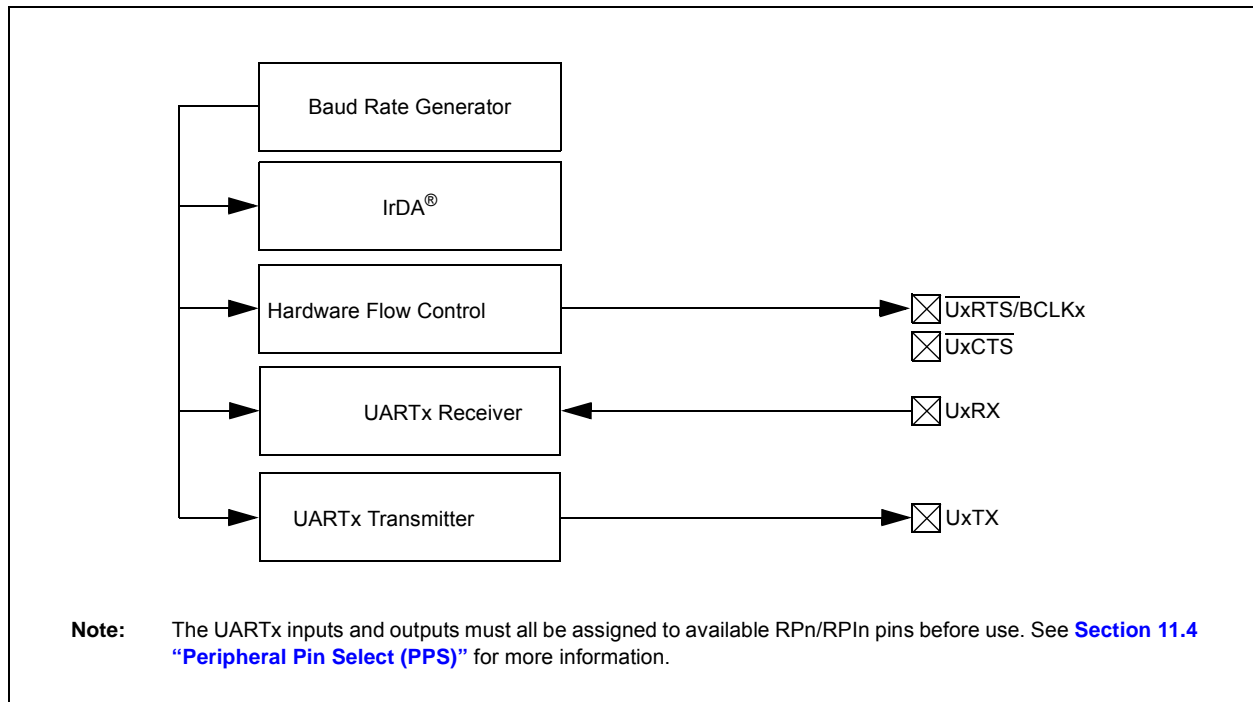 Baud Rate Generator
IrDA®
Hardware Flow Control
UxRTS/BCLKx
UxCTS
UARTx Receiver
UxRX
UARTx Transmitter
UxTX
Note: The UARTx inputs and outputs must all be assigned to available RPn/RPIn pins before use. See Section 11.4
“Peripheral Pin Select (PPS)” for more information.